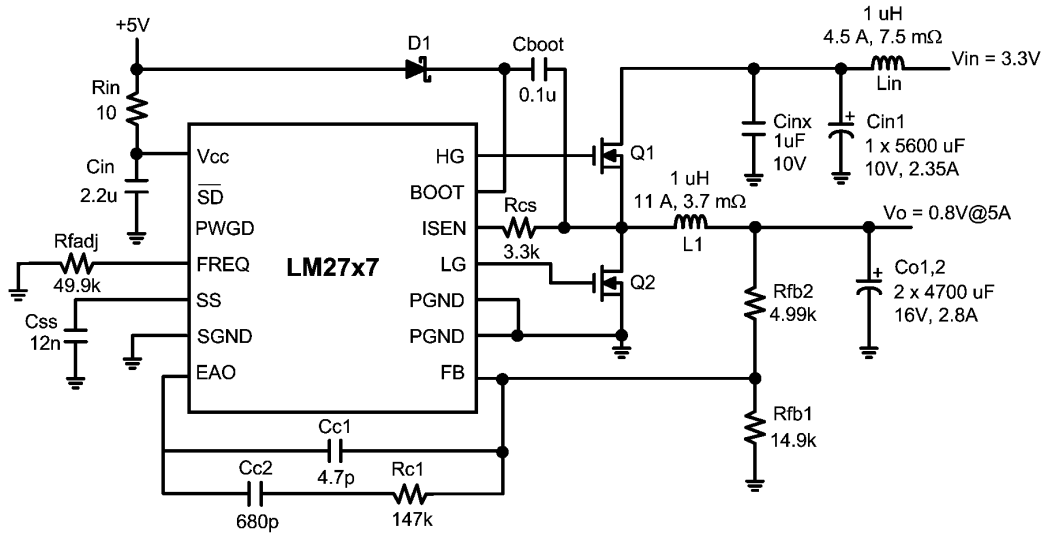 +5V
D1
Cboot
0.1u
1 uH
4.5 A, 7.5 mΩ
Lin
Vin = 3.3V
Rin
10
Cin
2.2u
Cinx
1uF
10V
Cin1
1 x 5600 uF
10V, 2.35A
Vcc
SD
PWGD
FREQ
SS
SGND
EAO
LM27x7
HG
BOOT
ISEN
LG
PGND
PGND
FB
Q1
Q2
Rcs
3.3k
1 uH
11 A, 3.7 mΩ
L1
Vo = 0.8V@5A
Rfadj
49.9k
Css
12n
Rfb2
4.99k
Co1,2
2 x 4700 uF
16V, 2.8A
Rfb1
14.9k
Cc1
4.7p
Cc2
680p
Rc1
147k